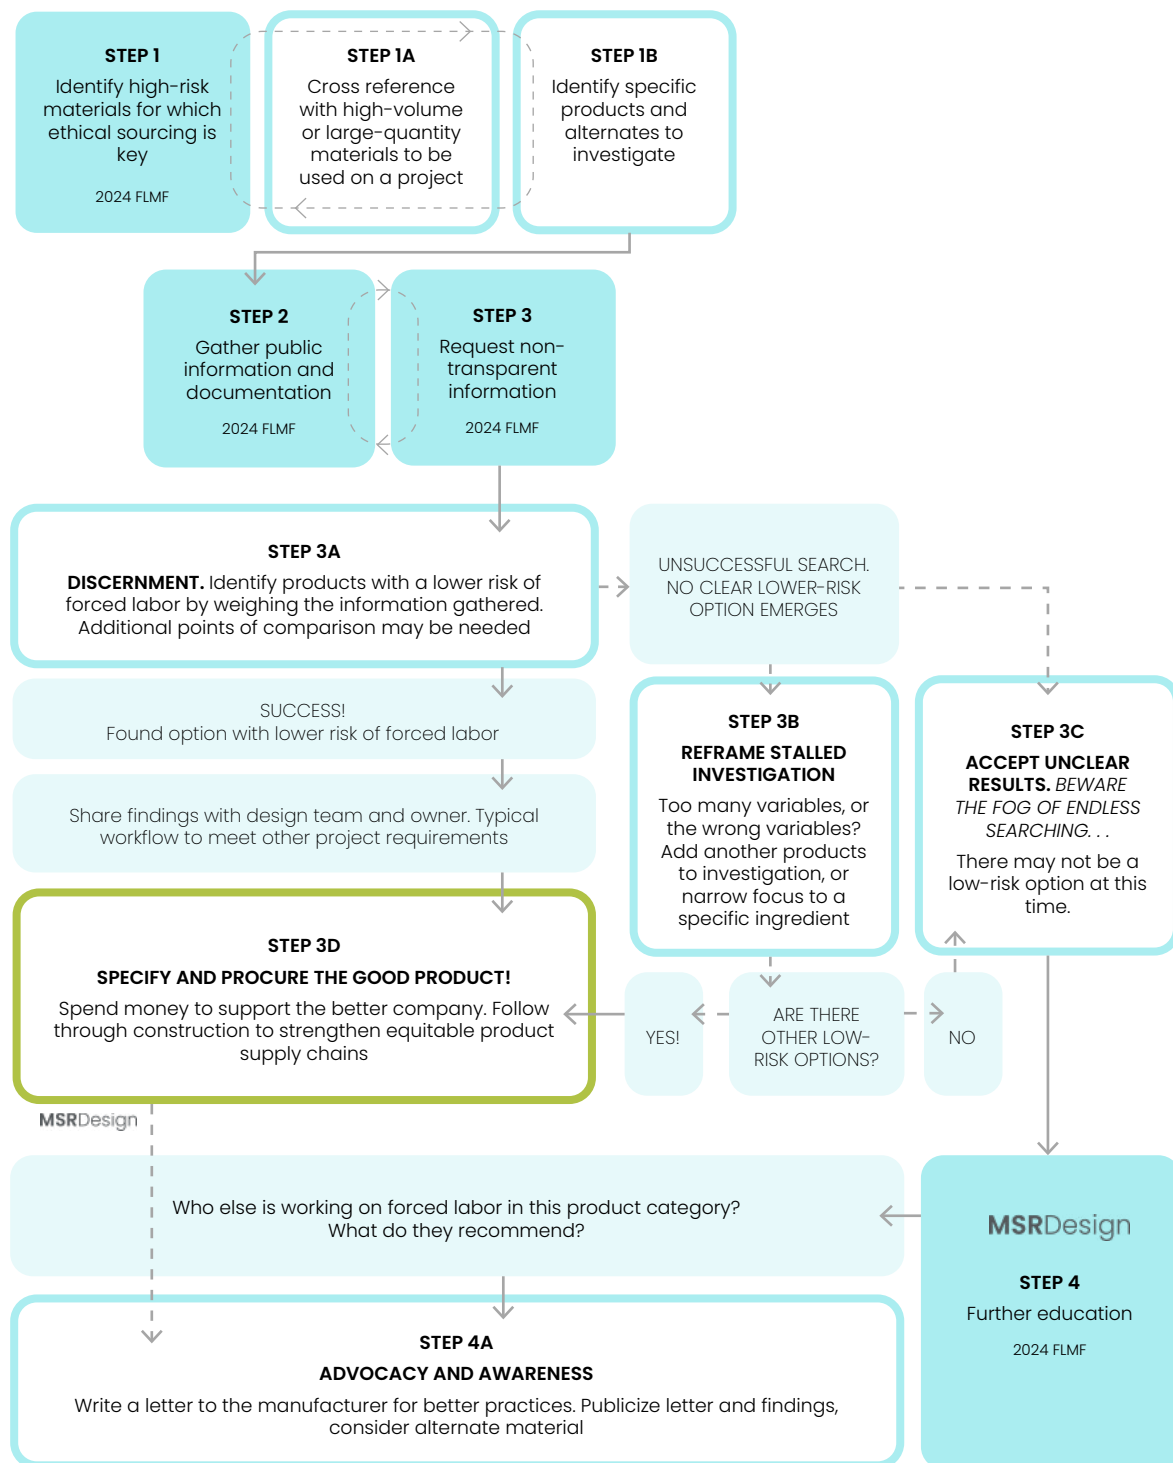 STEP 1
Identify high-risk
materials for which
ethical sourcing is
key
2024 FLMF
STEP 1A
Cross reference
with high-volume
or large-quantity
materials to be
used on a project
STEP 1B
Identify specific
products and
alternates to
investigate
STEP 2
Gather public
information and
documentation
2024 FLMF
STEP 3
Request non-
transparent
information
2024 FLMF
STEP 3A
DISCERNMENT. Identify products with a lower risk of
forced labor by weighing the information gathered.
Additional points of comparison may be needed
UNSUCCESSFUL SEARCH.
NO CLEAR LOWER-RISK
OPTION EMERGES
SUCCESS!
Found option with lower risk of forced labor
Share findings with design team and owner. Typical
workflow to meet other project requirements
STEP 3B
REFRAME STALLED
INVESTIGATION
Too many variables, or
the wrong variables?
Add another products
to investigation, or
narrow focus to a
specific ingredient
STEP 3C
ACCEPT UNCLEAR
RESULTS. BEWARE
THE FOG OF ENDLESS
SEARCHING. . .
There may not be a
low-risk option at this
time.
STEP 3D
SPECIFY AND PROCURE THE GOOD PRODUCT!
Spend money to support the better company. Follow
through construction to strengthen equitable product
supply chains
YES!
ARE THERE
OTHER LOW-
RISK OPTIONS?
NO
MSRDesign
Who else is working on forced labor in this product category?
What do they recommend?
MSRDesign
STEP 4
Further education
2024 FLMF
STEP 4A
ADVOCACY AND AWARENESS
Write a letter to the manufacturer for better practices. Publicize letter and findings,
consider alternate material